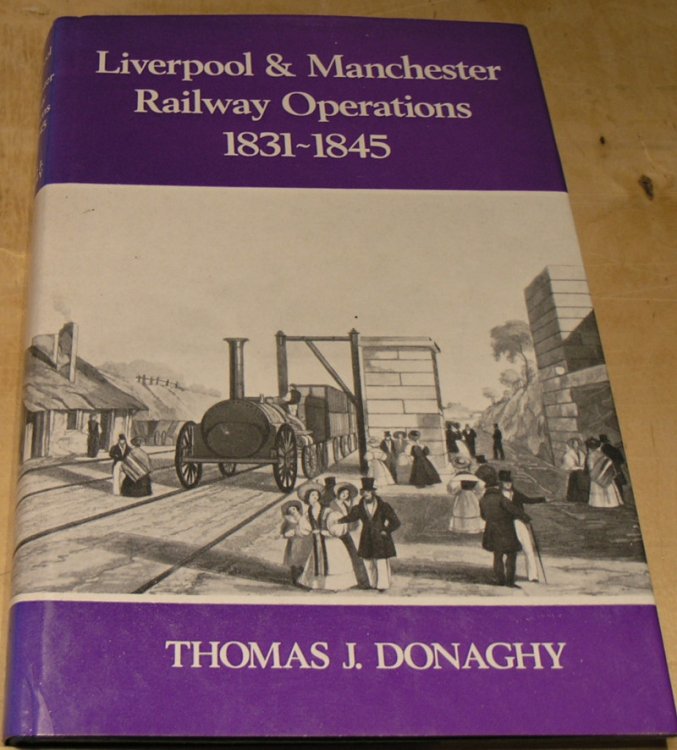 Liverpool & Manchester
Railway Operations
1831~1845
THOMAS J. DONAGHY